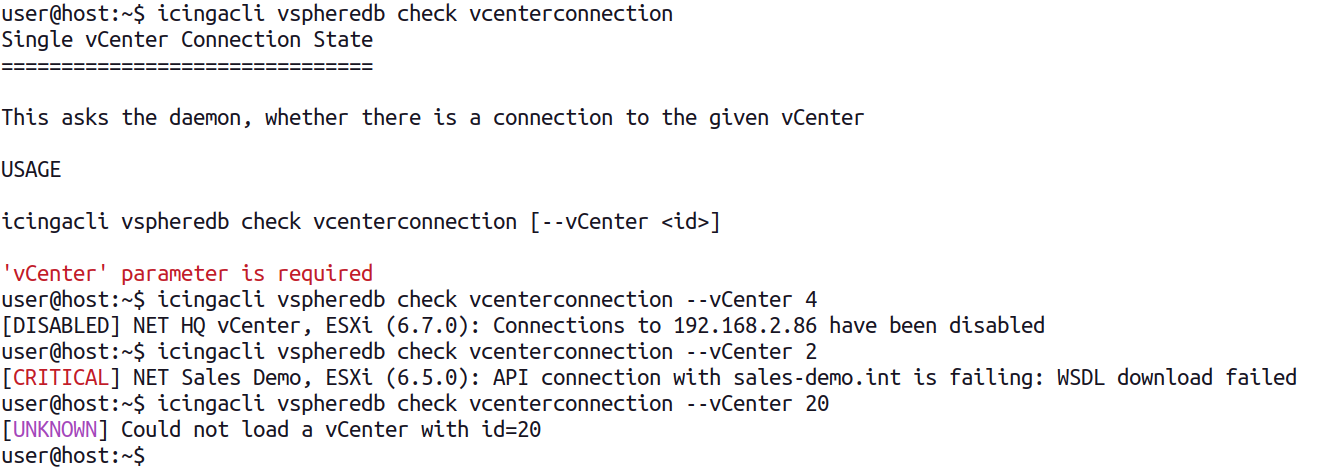 user@host:~$ icingacli vspheredb check vcenterconnection
Single vCenter Connection State
===============================
This asks the daemon, whether there is a connection to the given vCenter
USAGE
icingacli vspheredb check vcenterconnection [--vCenter <id>]
'vCenter' parameter is required
user@host:~$ icingacli vspheredb check vcenterconnection --vCenter 4
[DISABLED] NET HQ vCenter, ESXi (6.7.0): Connections to 192.168.2.86 have been disabled
user@host:~$ icingacli vspheredb check vcenterconnection --vCenter 2
[CRITICAL] NET Sales Demo, ESXi (6.5.0): API connection with sales-demo.int is failing: WSDL download failed
user@host:~$ icingacli vspheredb check vcenterconnection --vCenter 20
[UNKNOWN] Could not load a vCenter with id=20
user@host:~$